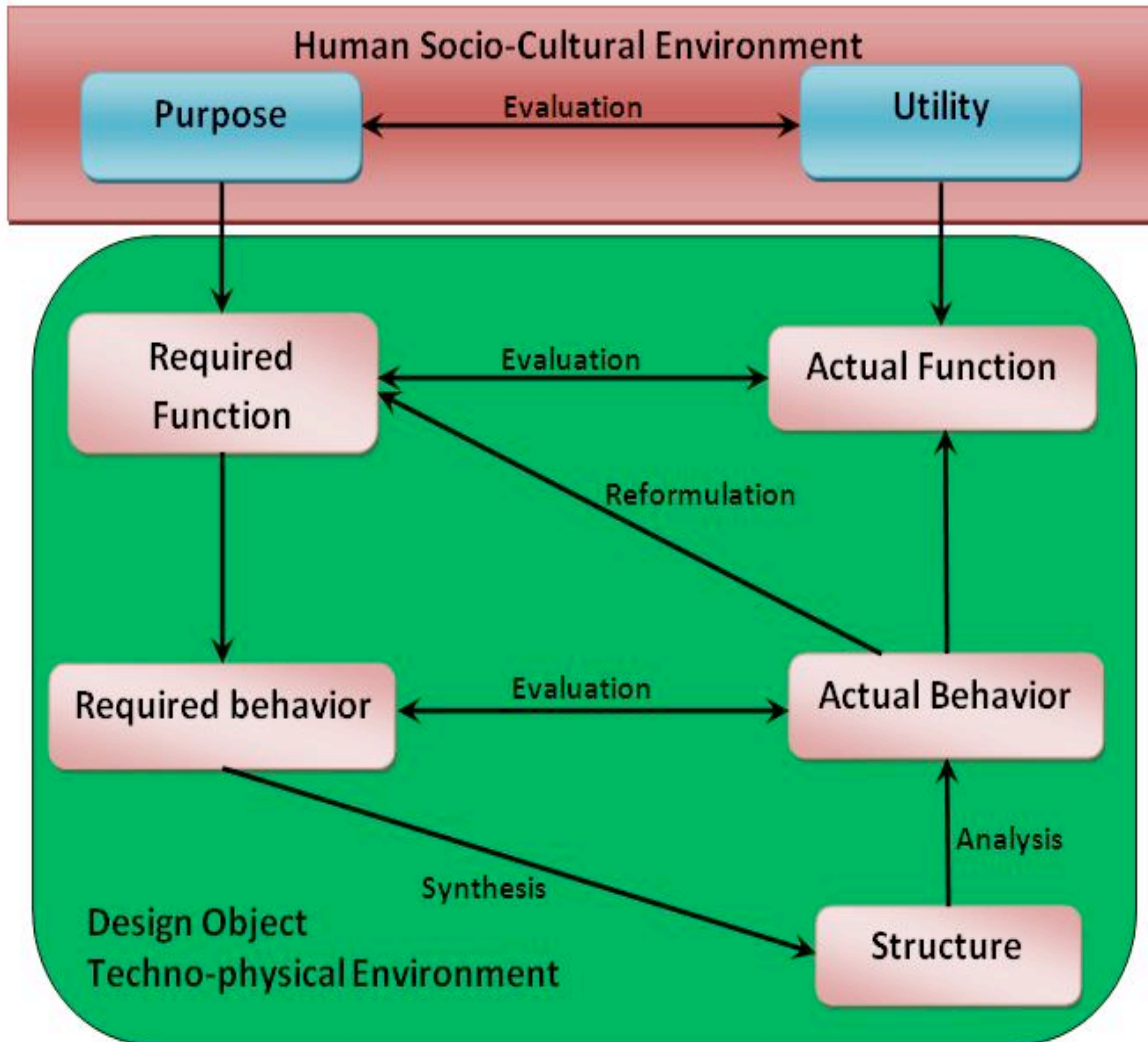 Human Socio-Cultural Environment
Purpose
Evaluation
Utility
Required
Function
Evaluation
Actual Function
Reformulation
Required behavior
Evaluation
Actual Behavior
Analysis
Synthesis
Structure
Design Object
Techno-physical Environment